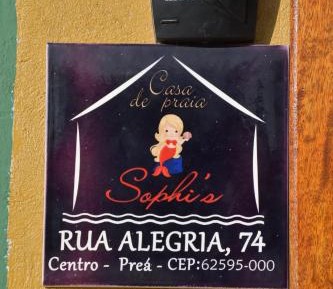 Casa
de praia
Sophi's
RUA ALEGRIA, 74
Centro - Preá - CEP:62595-000